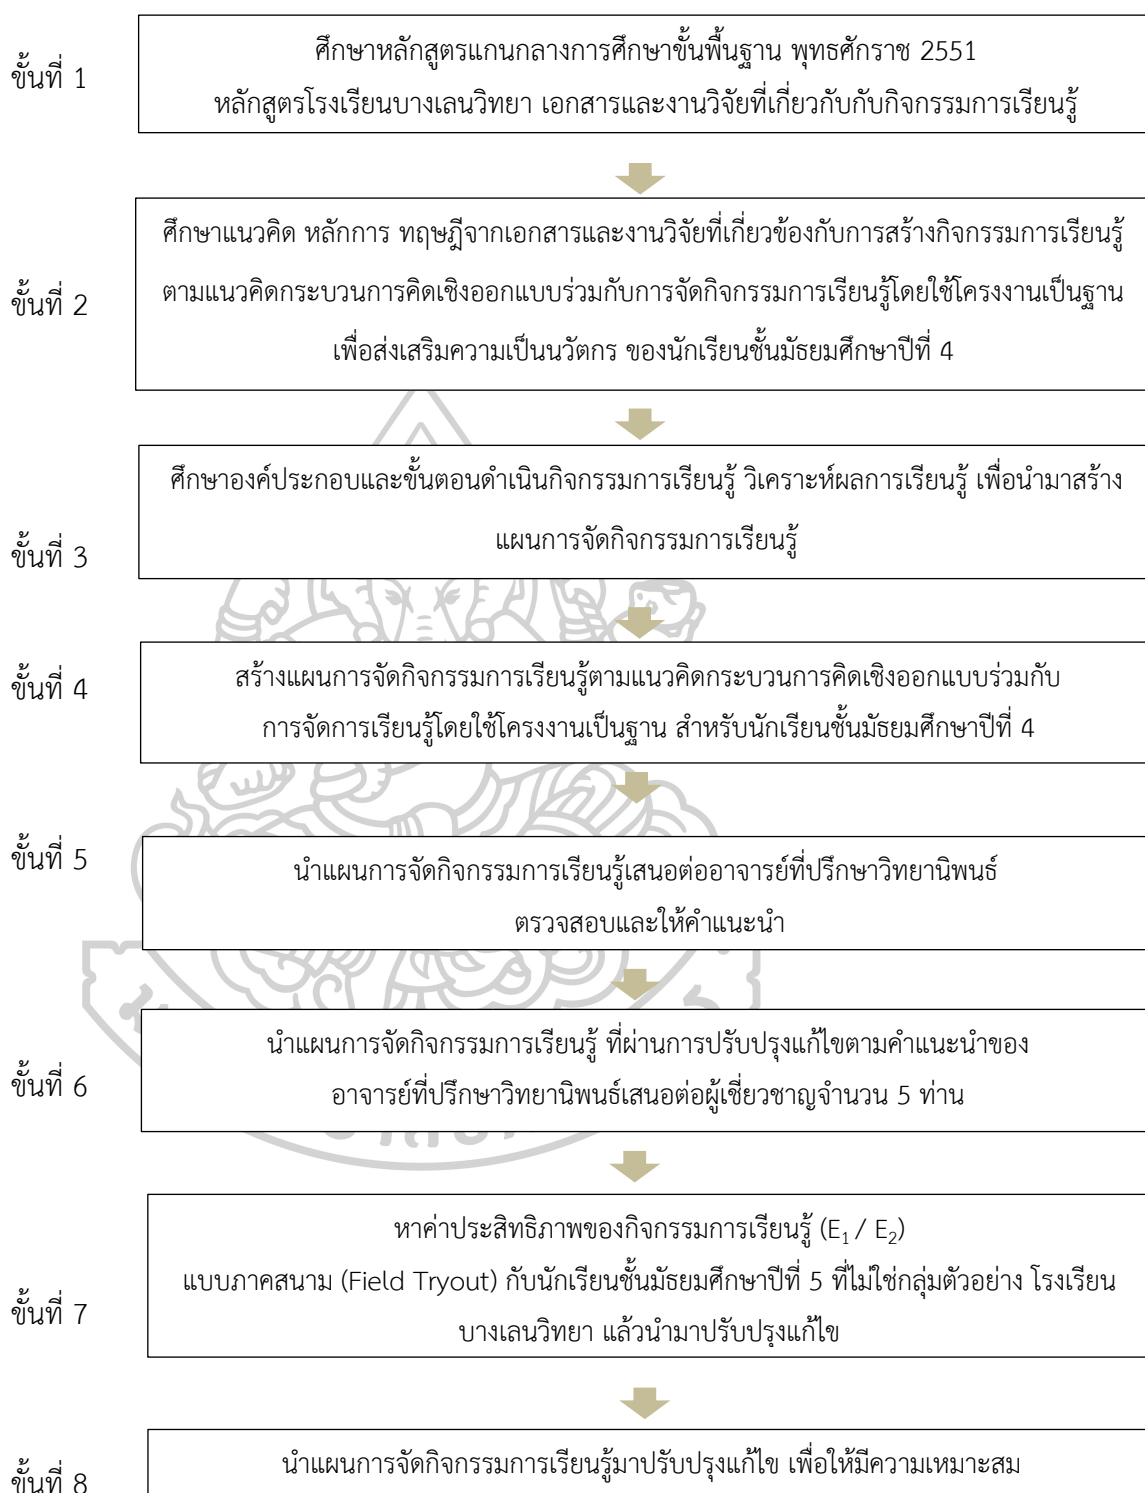 ขั้นที่ 1
ศึกษาหลักสูตรแกนกลางการศึกษาขั้นพื้นฐาน พุทธศักราช 2551
หลักสูตรโรงเรียนบางเลนวิทยา เอกสารและงานวิจัยที่เกี่ยวกับกับกิจกรรมการเรียนรู้
ขั้นที่ 2
ศึกษาแนวคิด หลักการ ทฤษฎีจากเอกสารและงานวิจัยที่เกี่ยวข้องกับการสร้างกิจกรรมการเรียนรู้
ตามแนวคิดกระบวนการคิดเชิงออกแบบร่วมกับการจัดกิจกรรมการเรียนรู้โดยใช้โครงงานเป็นฐาน
เพื่อส่งเสริมความเป็นนวัตกร ของนักเรียนชั้นมัธยมศึกษาปีที่ 4
ขั้นที่ 3
ศึกษาองค์ประกอบและขั้นตอนดำเนินกิจกรรมการเรียนรู้ วิเคราะห์ผลการเรียนรู้ เพื่อนำมาสร้าง
แผนการจัดกิจกรรมการเรียนรู้
ขั้นที่ 4
สร้างแผนการจัดกิจกรรมการเรียนรู้ตามแนวคิดกระบวนการคิดเชิงออกแบบร่วมกับ
การจัดการเรียนรู้โดยใช้โครงงานเป็นฐาน สำหรับนักเรียนชั้นมัธยมศึกษาปีที่ 4
ขั้นที่ 5
นำแผนการจัดกิจกรรมการเรียนรู้เสนอต่ออาจารย์ที่ปรึกษาวิทยานิพนธ์
ตรวจสอบและให้คำแนะนำ
ขั้นที่ 6
นำแผนการจัดกิจกรรมการเรียนรู้ ที่ผ่านการปรับปรุงแก้ไขตามคำแนะนำของ
อาจารย์ที่ปรึกษาวิทยานิพนธ์เสนอต่อผู้เชี่ยวชาญจำนวน 5 ท่าน
ขั้นที่ 7
หาค่าประสิทธิภาพของกิจกรรมการเรียนรู้ (E₁ / E₂)
แบบภาคสนาม (Field Tryout) กับนักเรียนชั้นมัธยมศึกษาปีที่ 5 ที่ไม่ใช่กลุ่มตัวอย่าง โรงเรียน
บางเลนวิทยา แล้วนำมาปรับปรุงแก้ไข
ขั้นที่ 8
นำแผนการจัดกิจกรรมการเรียนรู้มาปรับปรุงแก้ไข เพื่อให้มีความเหมาะสม